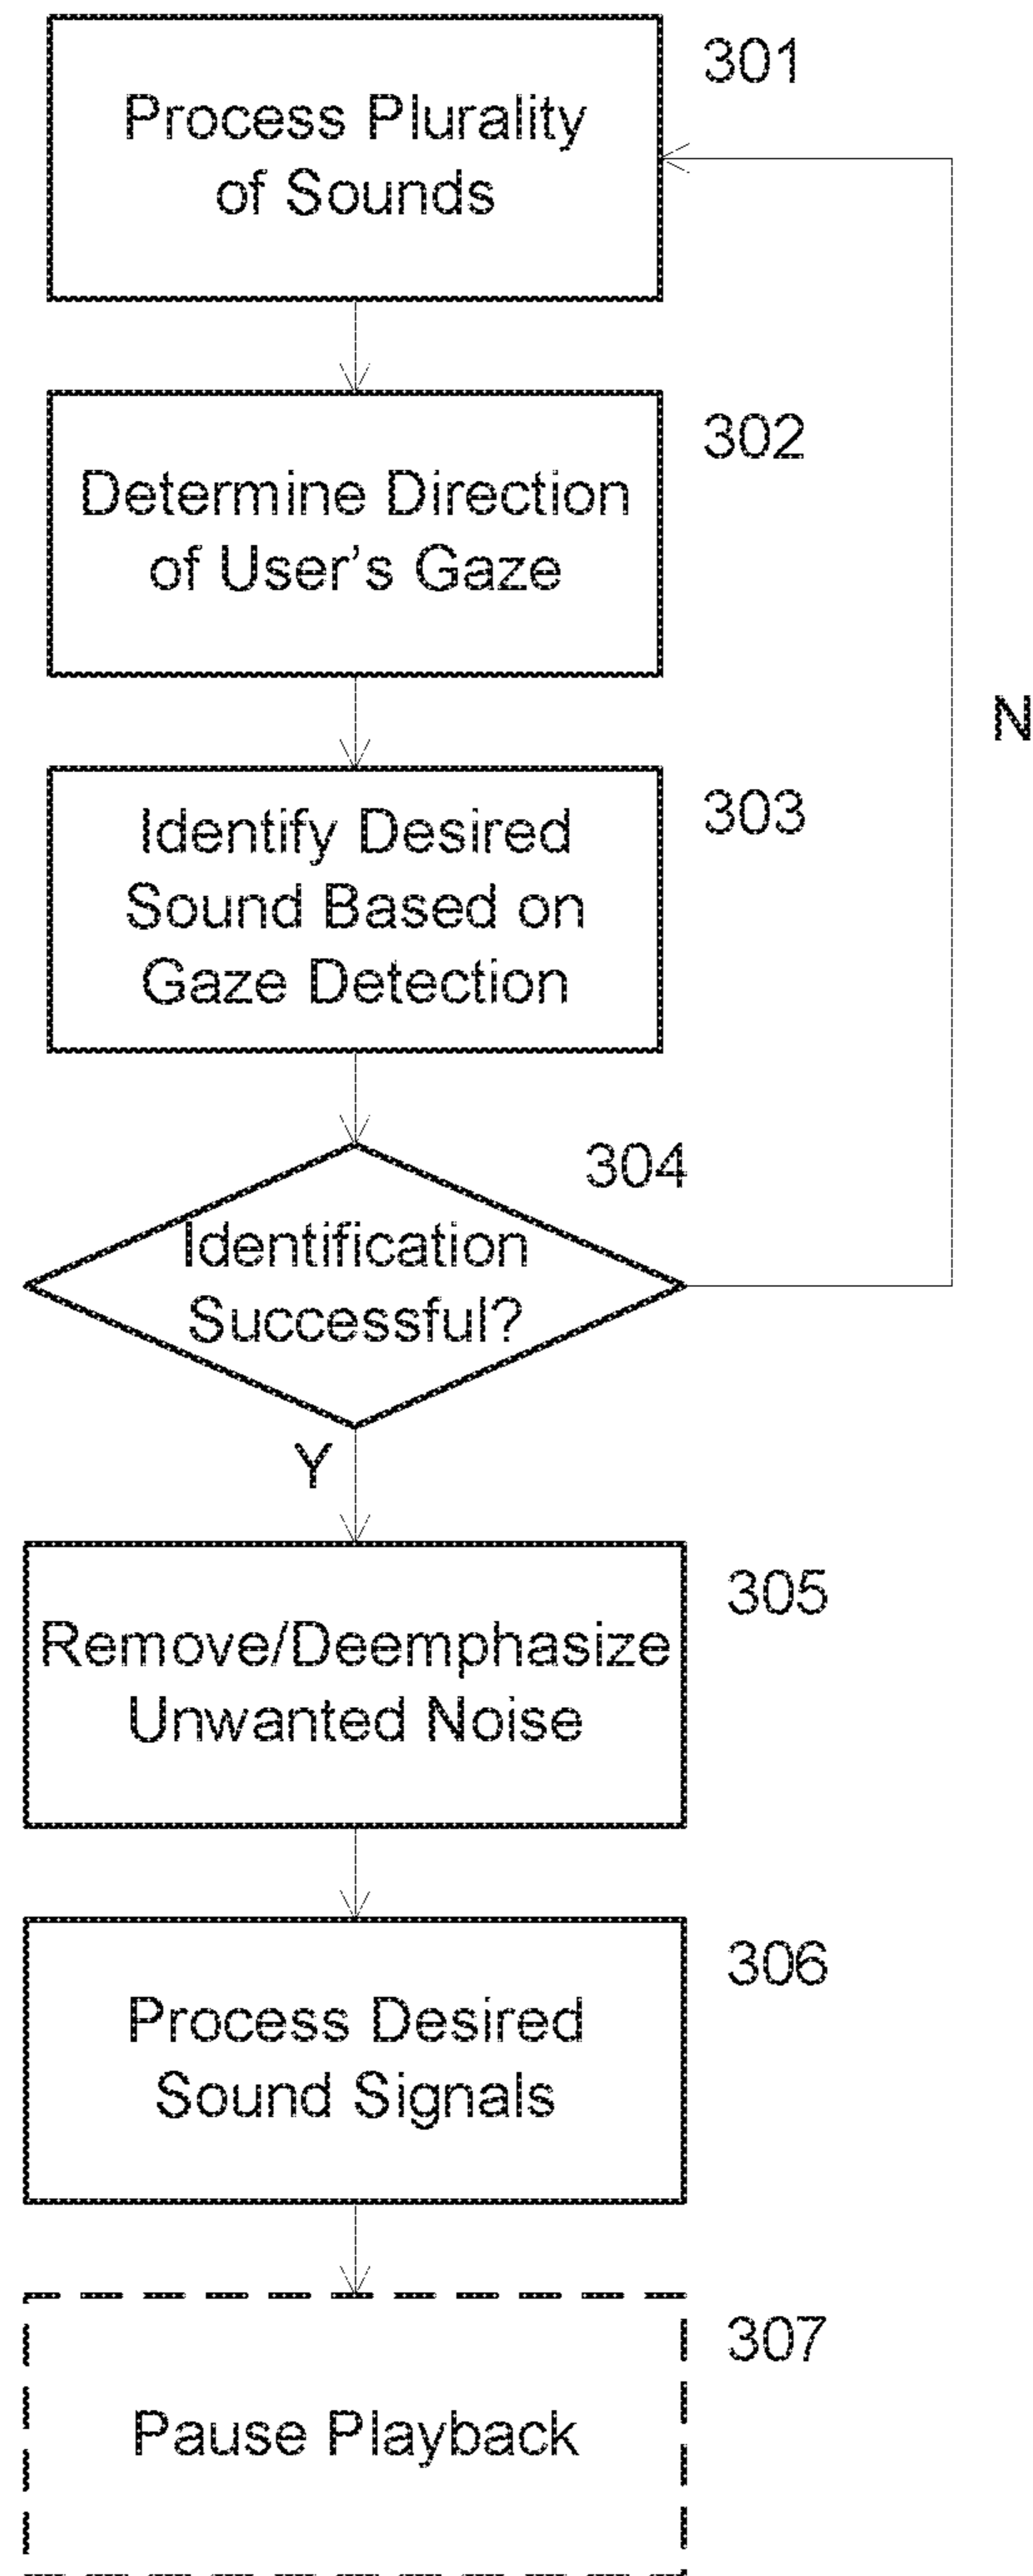 301
Process Plurality
of Sounds
302
Determine Direction
of User's Gaze
N
303
Identify Desired
Sound Based on
Gaze Detection
304
Identification
Successful?
Y
305
Remove/Deemphasize
Unwanted Noise
306
Process Desired
Sound Signals
307
Pause Playback